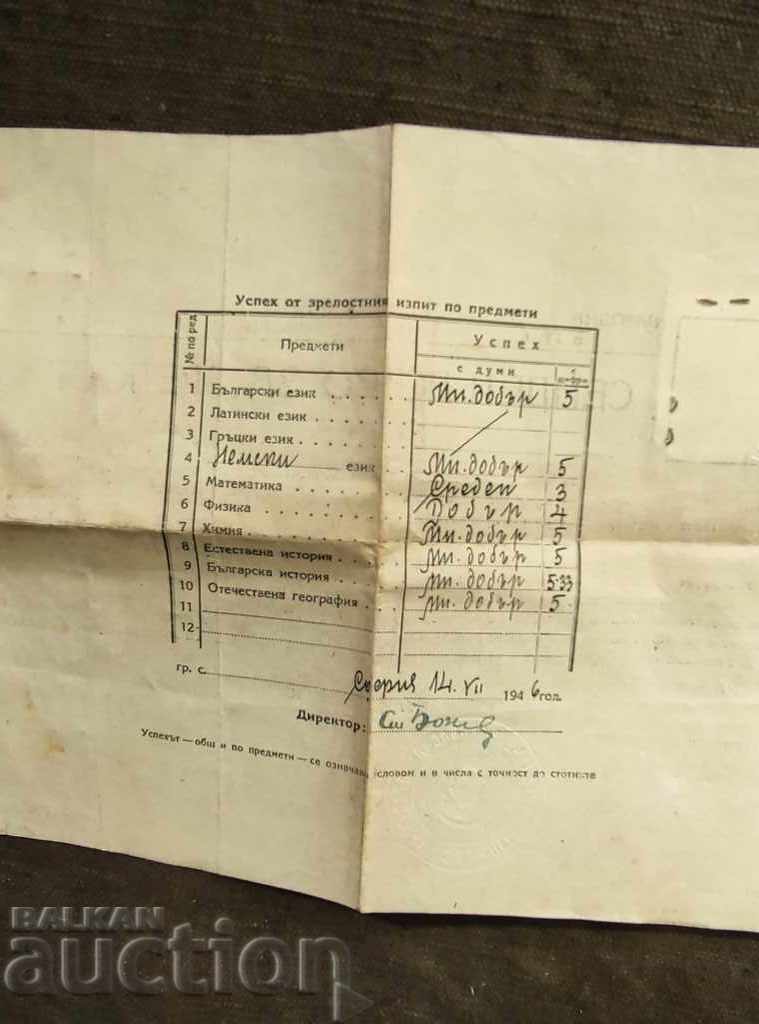 Успех от зрелостния изпит по предмети
№ по ред Предмети Успех
с думи
1 Български език Мн. добър 5
2 Латински език
3 Гръцки език
4 Немски език Мн. добър 5
5 Математика Среден 3
6 Физика Добър 4
7 Химия Мн. добър 5
8 Естествена история Мн. добър 5
9 Българска история Мн. добър 5·33
10 Отечествена география Мн. добър 5
11
12
гр. с. София 14. VII 1946 год.
Директор: Ст
Успехът — общ и по предмети — се словом и в числа с точност до стотните
BALKAN
auction